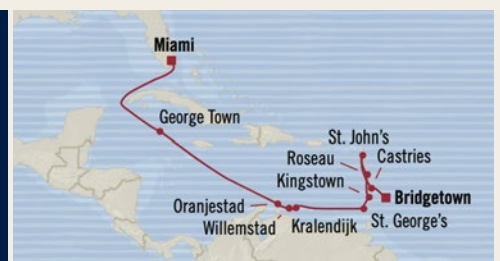 Miami
George Town
St. John's
Roseau
Castries
Kingstown
Bridgetown
Oranjestad
St. George's
Willemstad
Kralendijk